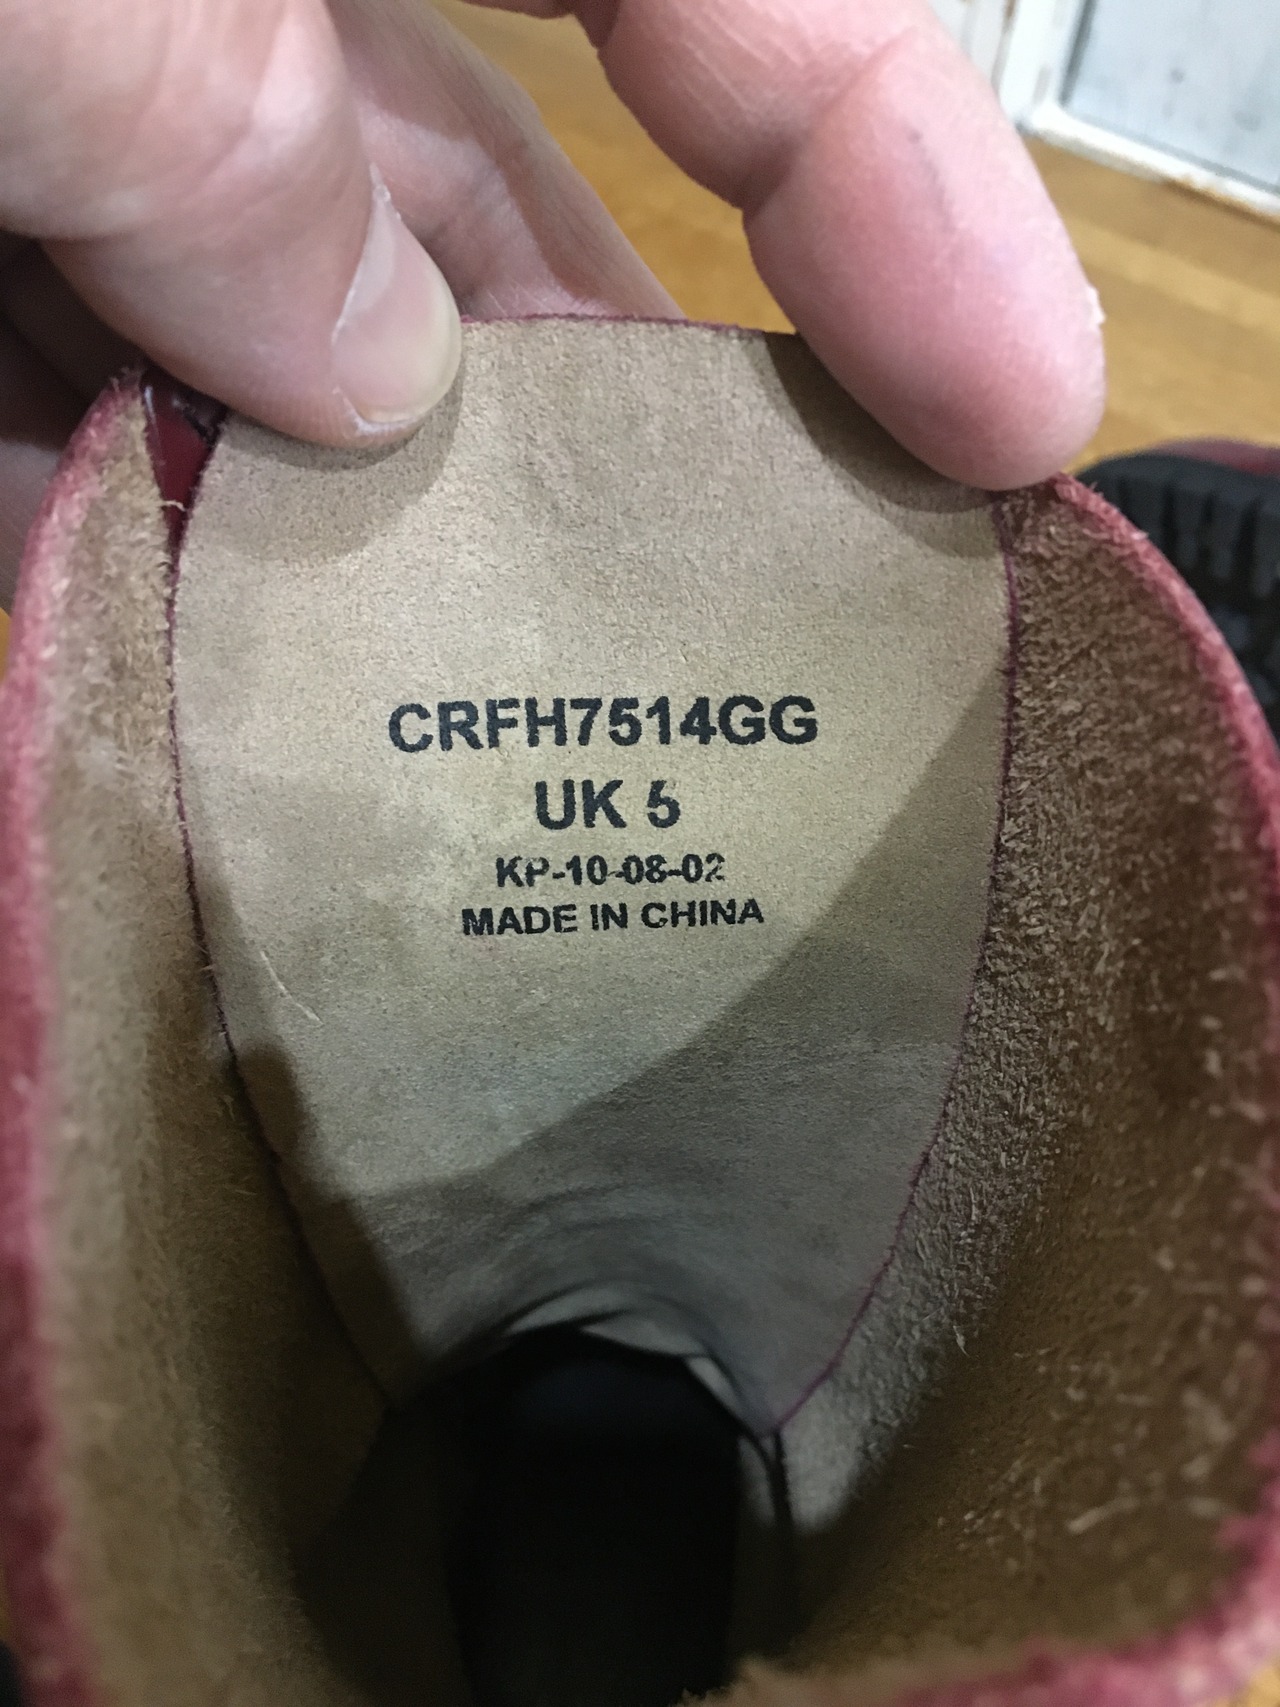 CRFH7514GG
UK 5
KP-10-08-02
MADE IN CHINA